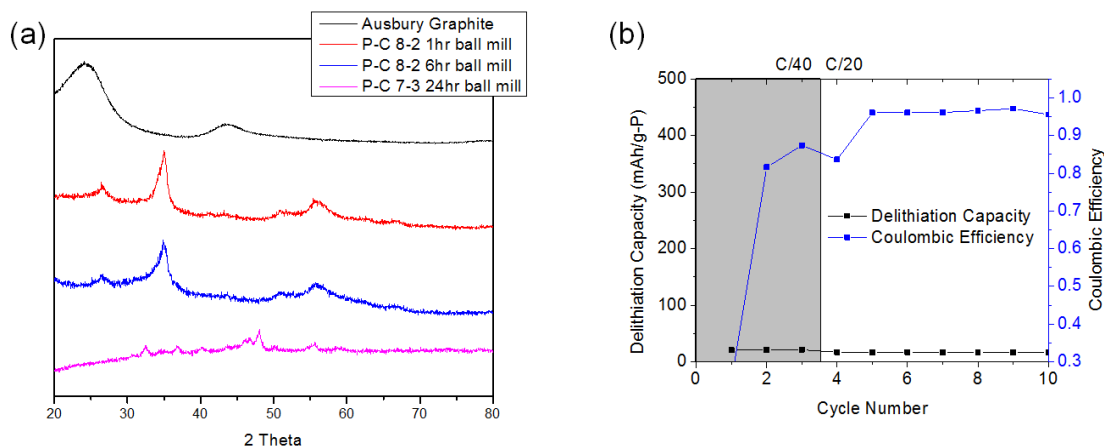 (a)
Ausbury Graphite
P-C 8-2 1hr ball mill
P-C 8-2 6hr ball mill
P-C 7-3 24hr ball mill
20 30 40 50 60 70 80
2 Theta
(b)
C/40 C/20
500
400
300
200
100
0
Delithiation Capacity (mAh/g-P)
Delithiation Capacity
Coulombic Efficiency
1.0
0.9
0.8
0.7
0.6
0.5
0.4
0.3
Coulombic Efficiency
0 2 4 6 8 10
Cycle Number